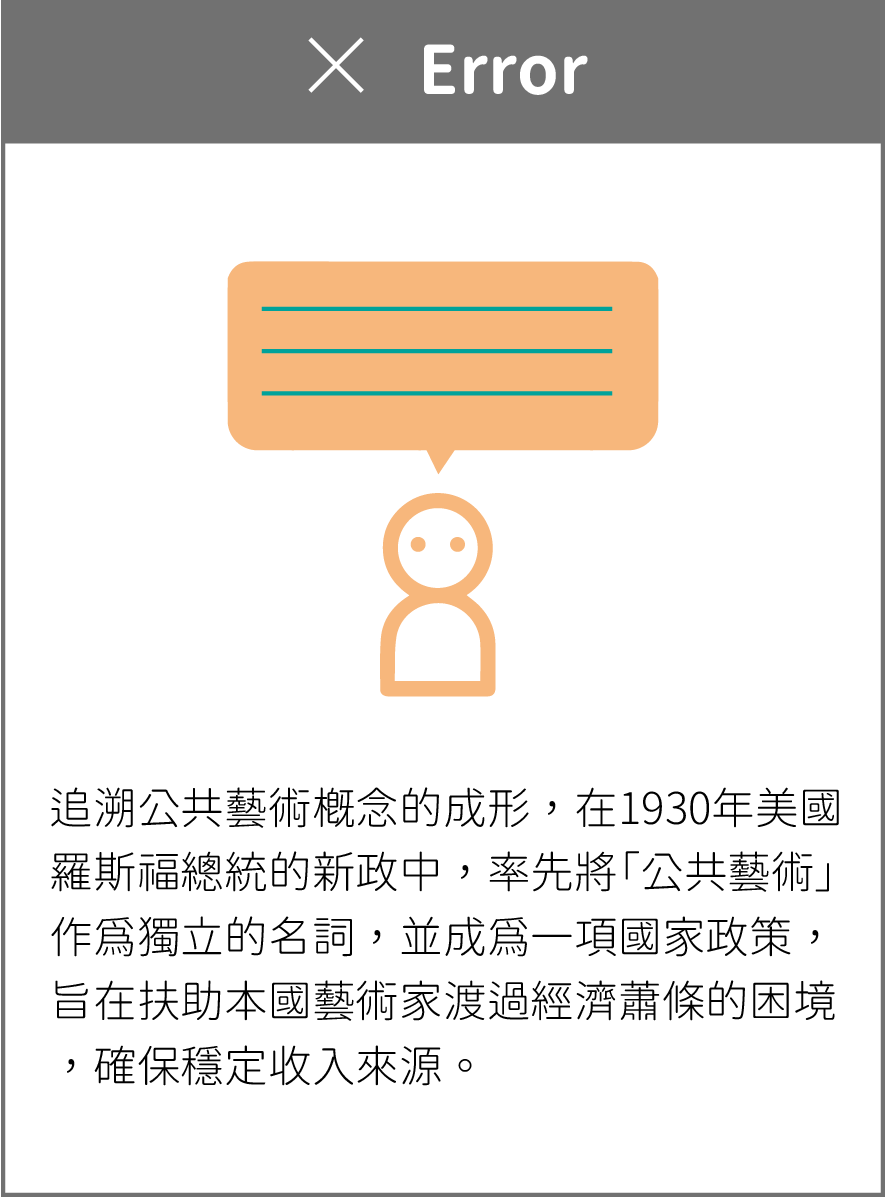 Error
追溯公共藝術概念的成形，在1930年美國
羅斯福總統的新政中，率先將「公共藝術」
作爲獨立的名詞，並成爲一項國家政策，
旨在扶助本國藝術家渡過經濟蕭條的困境
，確保穩定收入來源。